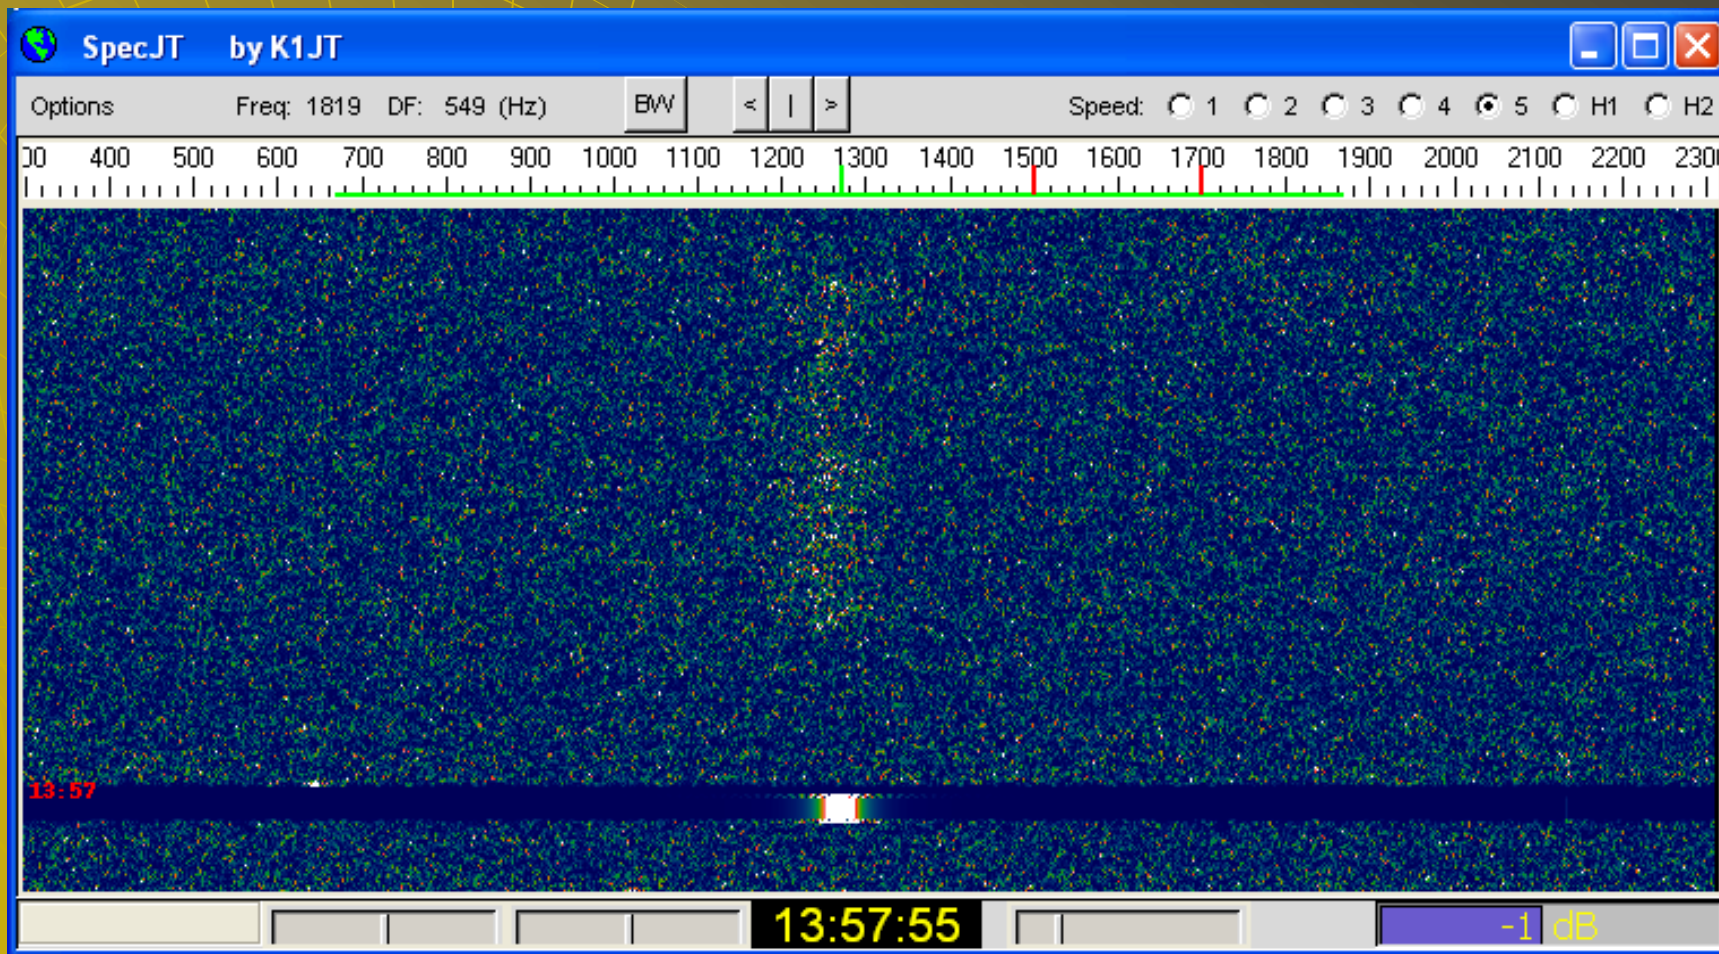 SpecJT by K1JT
Options Freq: 1819 DF: 549 (Hz) BW < | > Speed: 1 2 3 4 5 H1 H2
00 400 500 600 700 800 900 1000 1100 1200 1300 1400 1500 1600 1700 1800 1900 2000 2100 2200 2300
13:57
13:57:55 -1 dB